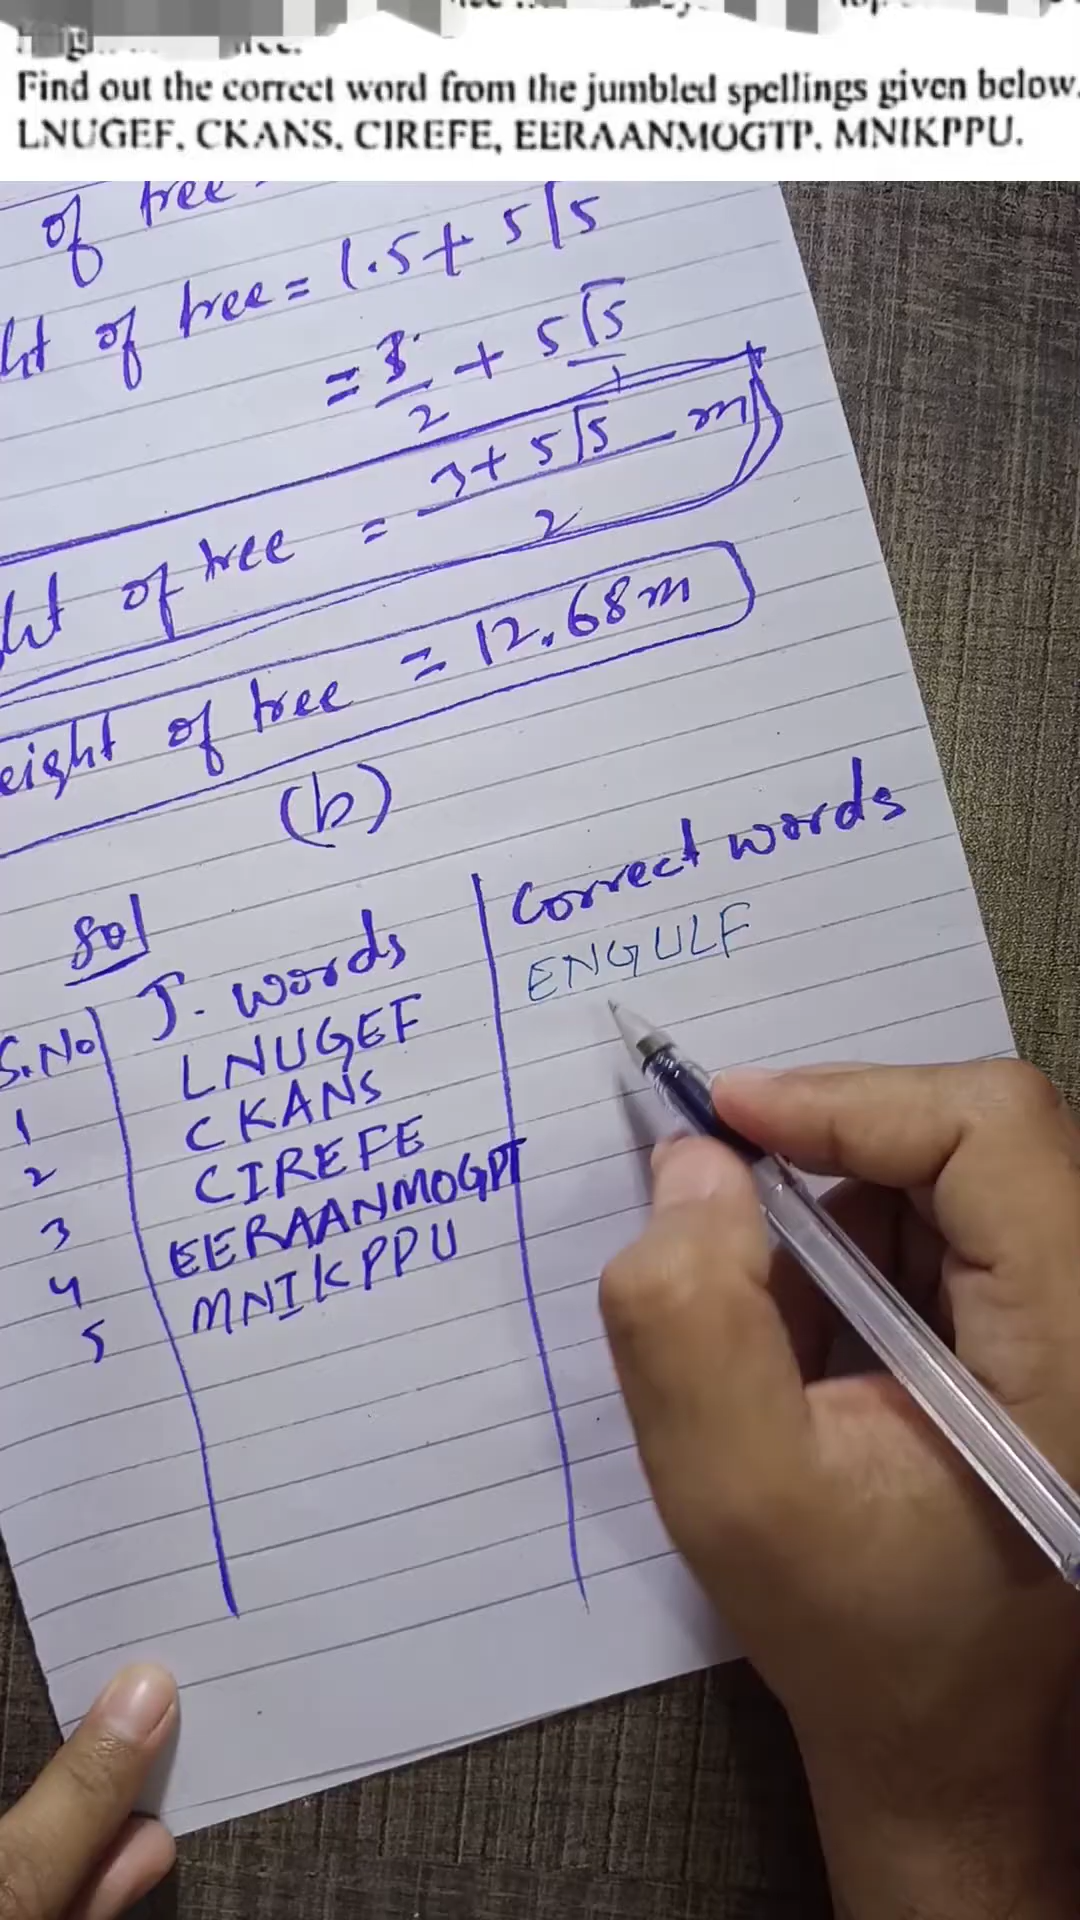 Find out the correct word from the jumbled spellings given below.
LNUGEF, CKANS, CIREFE, EERAANMOGTP, MNIKPPU.
of tree
ht of tree = 1.5 + 5√5
= 3/2 + 5√5
ht of tree = 3 + 5√5 m
2
eight of tree = 12.68 m
(b)
Sol
S.No J. words Correct words
1 LNUGEF ENGULF
2 CKANS
3 CIREFE
4 EERAANMOGPT
5 MNIKPPU